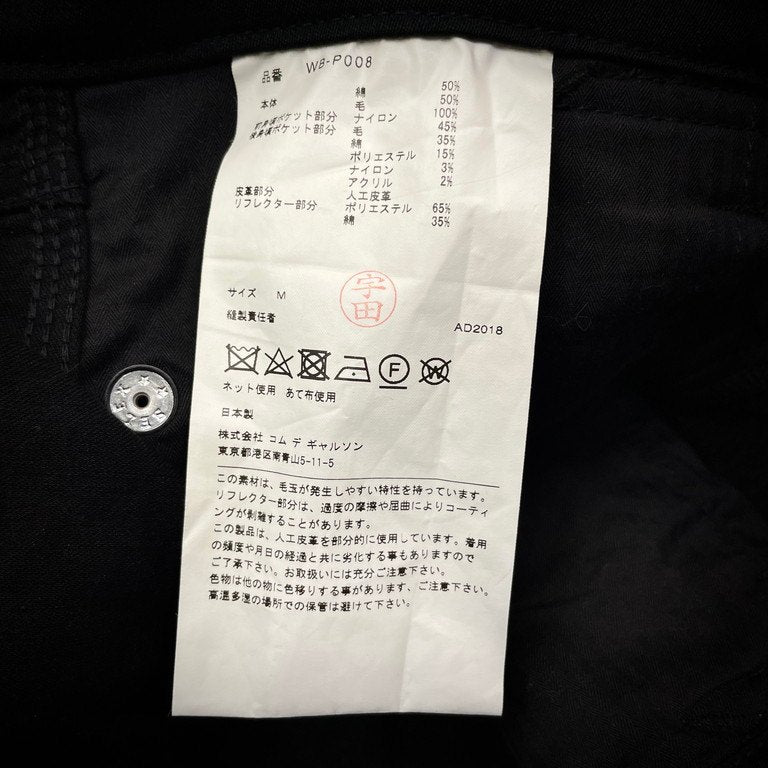 品番 WB-P008
本体 綿 50%
毛 50%
前身頃ポケット部分 ナイロン 100%
後身頃ポケット部分 毛 45%
綿 35%
ポリエステル 15%
ナイロン 3%
アクリル 2%
皮革部分 人工皮革
リフレクター部分 ポリエステル 65%
綿 35%
サイズ M
宇田
縫製責任者
AD2018
F W
ネット使用 あて布使用
日本製
株式会社 コム デ ギャルソン
東京都港区南青山5-11-5
この素材は、毛玉が発生しやすい特性を持っています。
リフレクター部分は、過度の摩擦や屈曲によりコーティ
ングが剥離することがあります。
この製品は、人工皮革を部分的に使用しています。着用
の頻度や月日の経過と共に劣化する事もありますので
ご了承下さい。お取扱いには充分ご注意下さい。
色物は他の物に色移りする事があります、ご注意下さい。
高温多湿の場所での保管は避けて下さい。